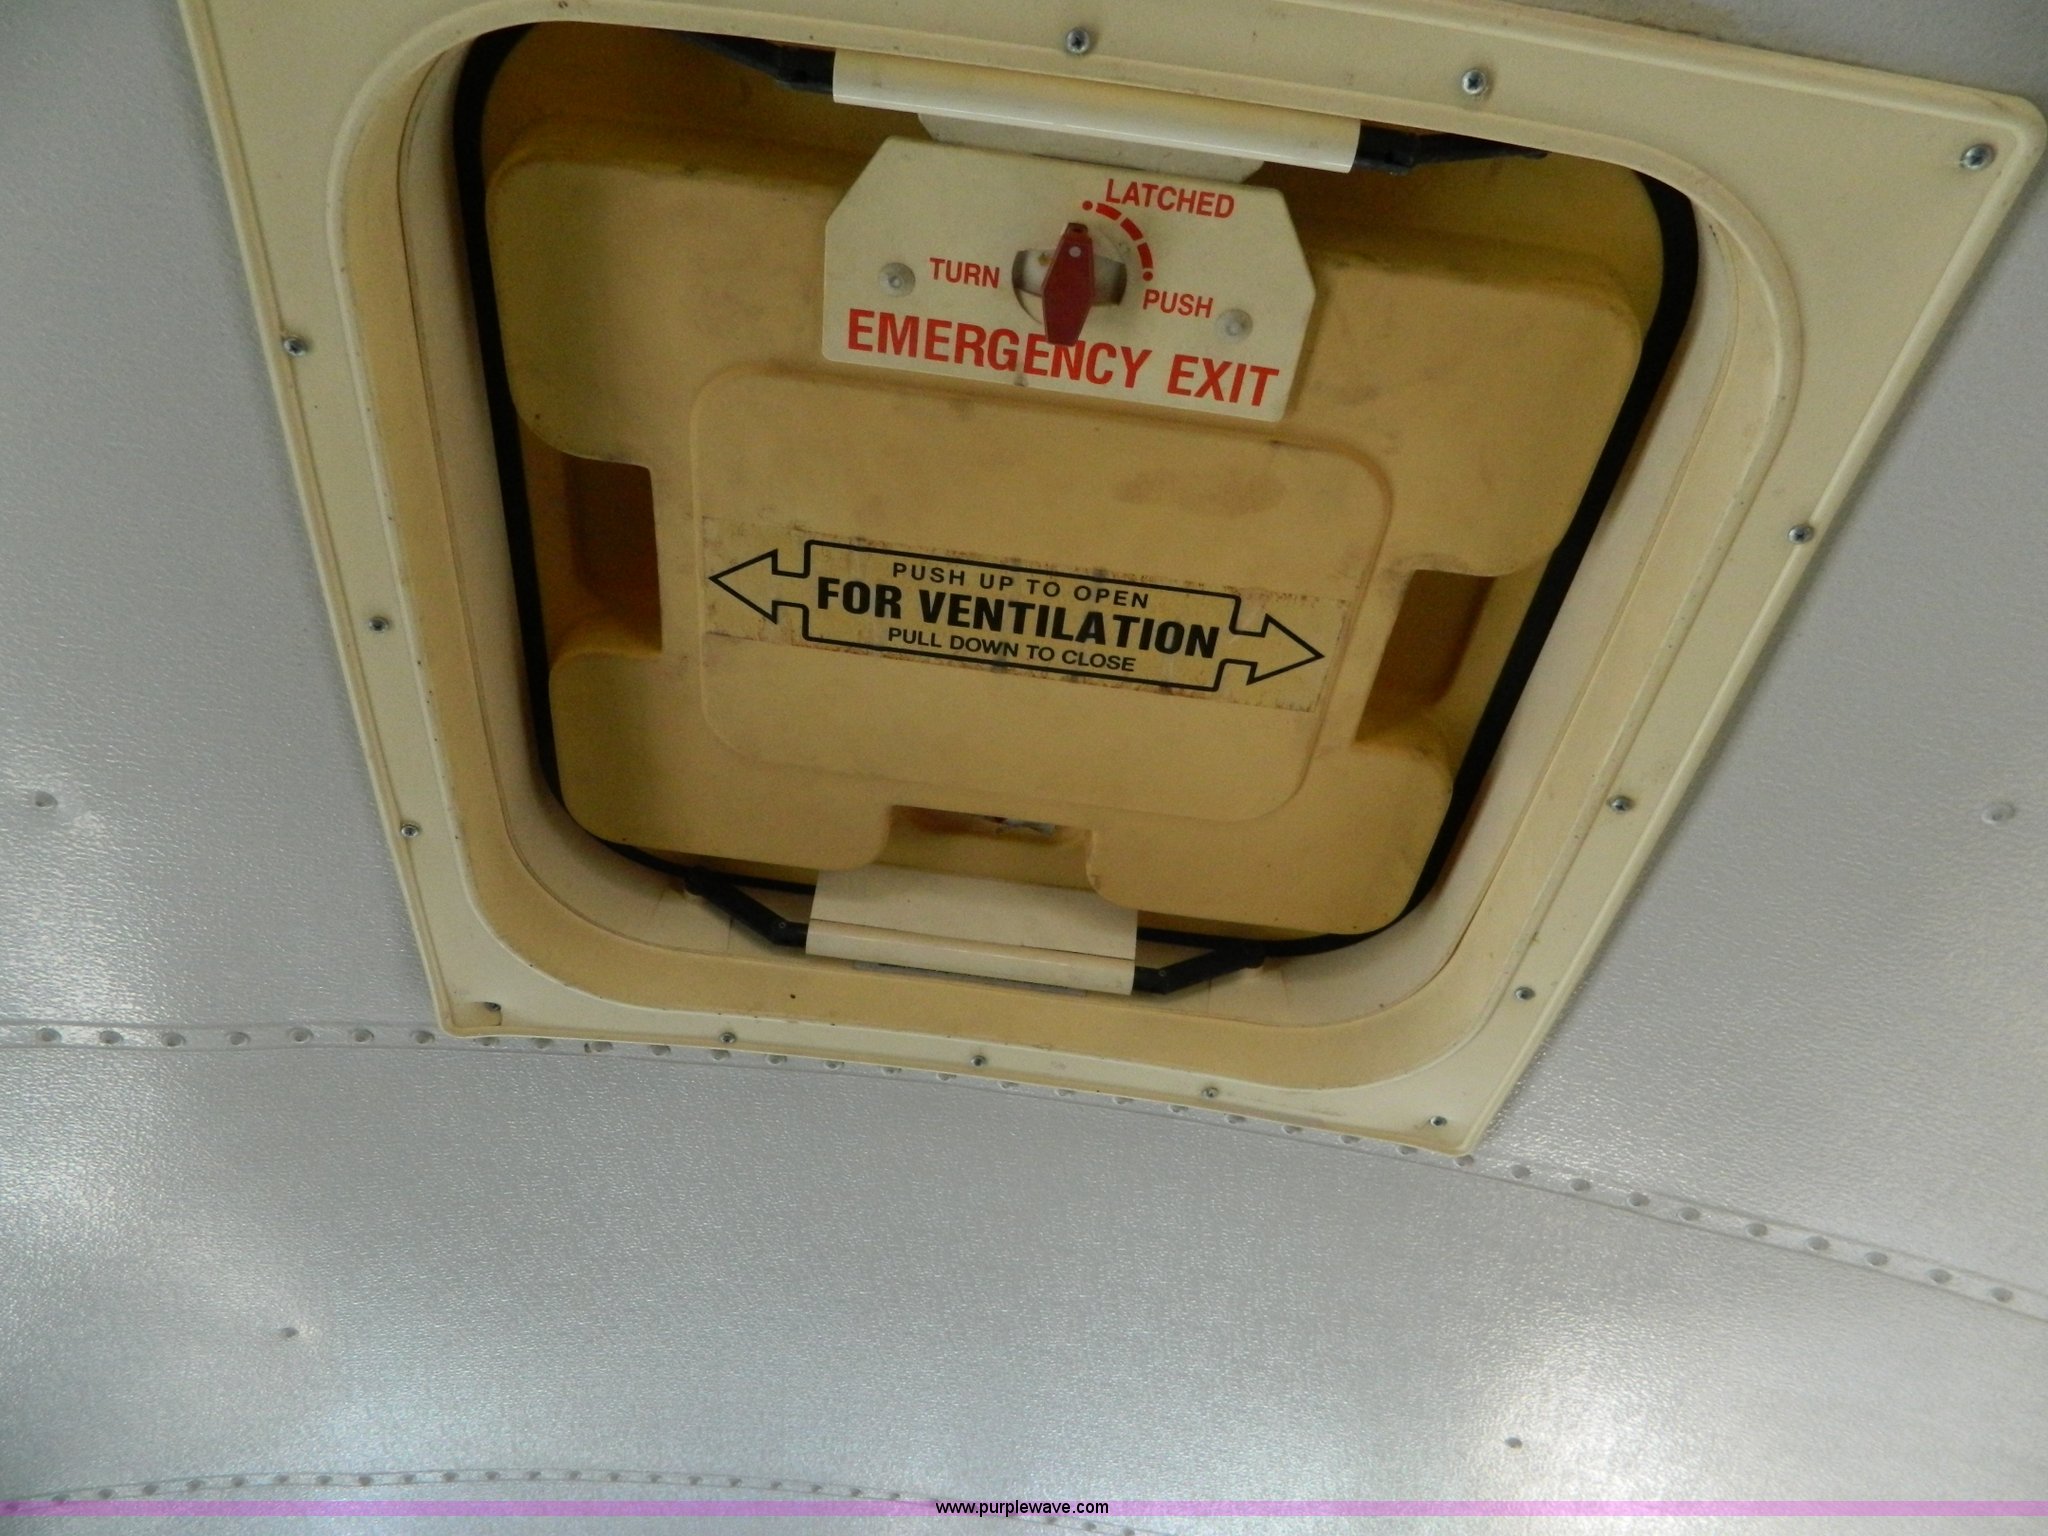 LATCHED
TURN
PUSH
EMERGENCY EXIT
PUSH UP TO OPEN
FOR VENTILATION
PULL DOWN TO CLOSE
www.purplewave.com